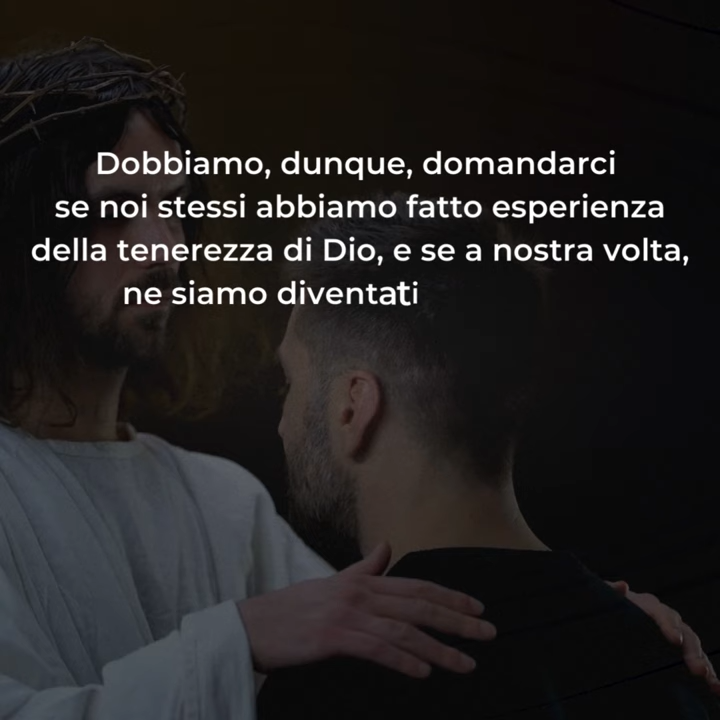 Dobbiamo, dunque, domandarci
se noi stessi abbiamo fatto esperienza
della tenerezza di Dio, e se a nostra volta,
ne siamo diventati